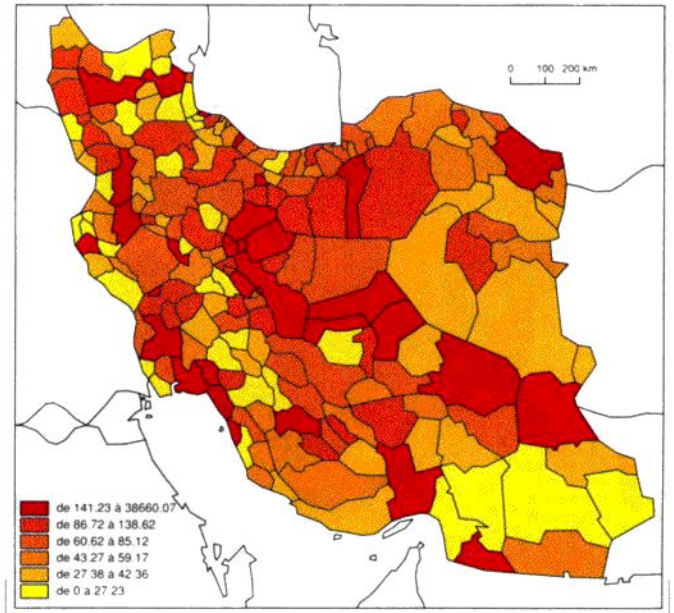 0 100 200 km
de 141.23 à 38660.07
de 86.72 à 138.62
de 60.62 à 85.12
de 43.27 à 59.17
de 27.38 à 42 36
de 0 a 27 23